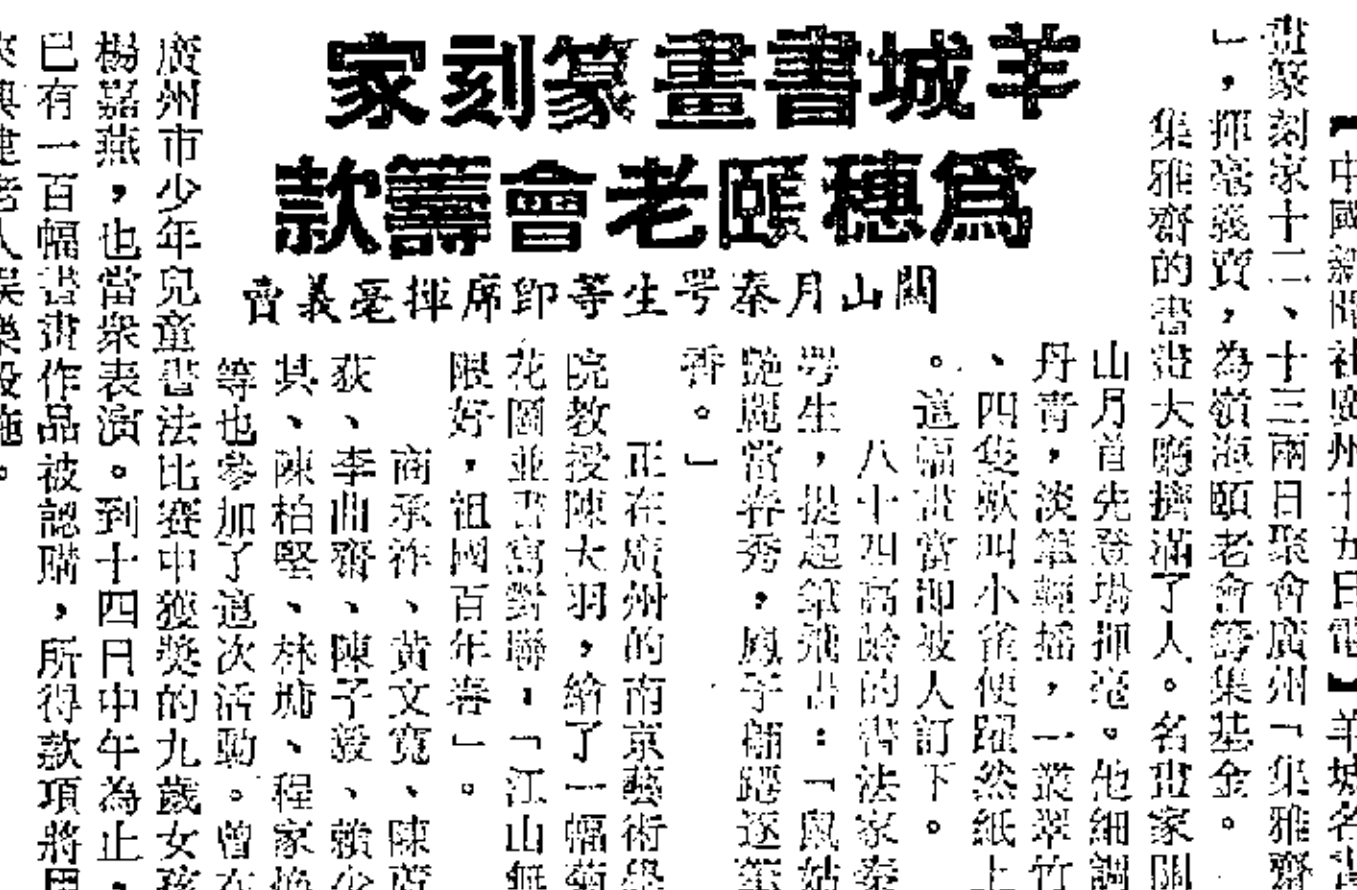 羊城書畫篆刻家
爲穗頤老會籌款
關山月秦咢生等即席揮毫義賣
【中國新聞社廣州十五日電】羊城名書
畫篆刻家十二、十三兩日聚會廣州「集雅齋
」，揮毫義賣，為嶺海頤老會籌集基金。
集雅齋的書畫大廳擠滿了人。名畫家關
山月首先登場揮毫。他細調
丹青，淡筆輕描，一叢翠竹
、四隻歡叫小雀便躍然紙上
。這幅畫當即被人訂下。
八十四高齡的書法家秦
咢生，提起筆飛書：「鼠姑
艷麗當春秀，鳳子翩躚逐
香。」
正在廣州的南京藝術學
院教授陳大羽，繪了一幅菊
花圖並書寫對聯，「江山無
限好，祖國百年春」。
商承祚、黃文寬、陳
荻、李曲齋、陳子毅、賴少
其、陳柏堅、林墉、程家煥
等也參加了這次活動。曾在
廣州市少年兒童書法比賽中獲奬的九歲女孩
楊嘉燕，也當衆表演。到十四日中午為止，
已有一百幅書畫作品被認購，所得款項將用
來興建老人娛樂設施。